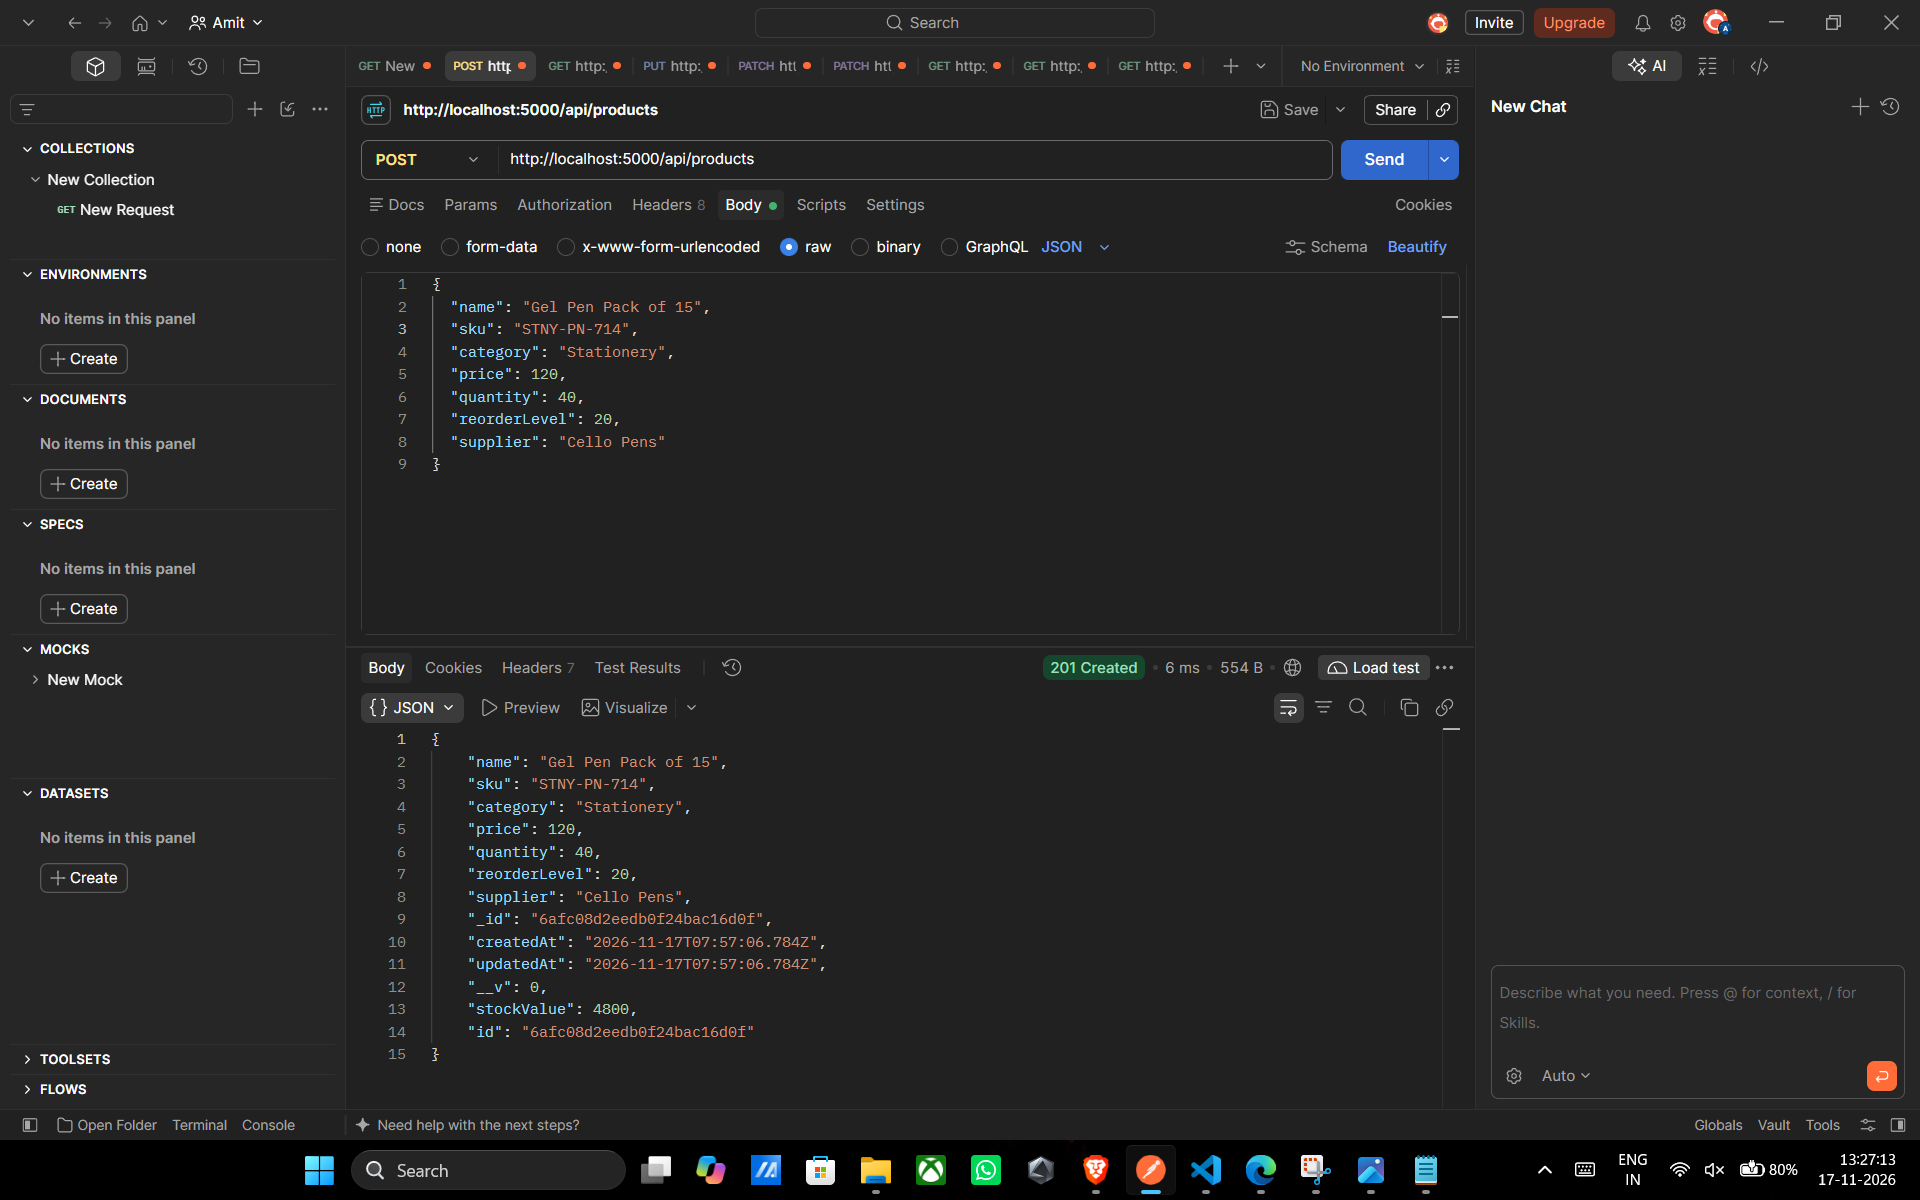 Amit
Search
Invite
Upgrade
GET New
POST http
GET http:
PUT http:
PATCH htt
PATCH htt
GET http:
GET http:
GET http:
No Environment
AI
HTTP http://localhost:5000/api/products
Save
Share
New Chat
COLLECTIONS
New Collection
GET New Request
ENVIRONMENTS
No items in this panel
Create
DOCUMENTS
No items in this panel
Create
SPECS
No items in this panel
Create
MOCKS
New Mock
DATASETS
No items in this panel
Create
TOOLSETS
FLOWS
POST http://localhost:5000/api/products
Send
Docs Params Authorization Headers 8 Body Scripts Settings Cookies
none form-data x-www-form-urlencoded raw binary GraphQL JSON Schema Beautify
1 {
2 "name": "Gel Pen Pack of 15",
3 "sku": "STNY-PN-714",
4 "category": "Stationery",
5 "price": 120,
6 "quantity": 40,
7 "reorderLevel": 20,
8 "supplier": "Cello Pens"
9 }
Body Cookies Headers 7 Test Results 201 Created • 6 ms • 554 B • Load test
{} JSON Preview Visualize
1 {
2 "name": "Gel Pen Pack of 15",
3 "sku": "STNY-PN-714",
4 "category": "Stationery",
5 "price": 120,
6 "quantity": 40,
7 "reorderLevel": 20,
8 "supplier": "Cello Pens",
9 "_id": "6afc08d2eedb0f24bac16d0f",
10 "createdAt": "2026-11-17T07:57:06.784Z",
11 "updatedAt": "2026-11-17T07:57:06.784Z",
12 "__v": 0,
13 "stockValue": 4800,
14 "id": "6afc08d2eedb0f24bac16d0f"
15 }
Describe what you need. Press @ for context, / for
Skills.
Auto
Open Folder Terminal Console Need help with the next steps? Globals Vault Tools
Search
ENG
IN
80%
13:27:13
17-11-2026